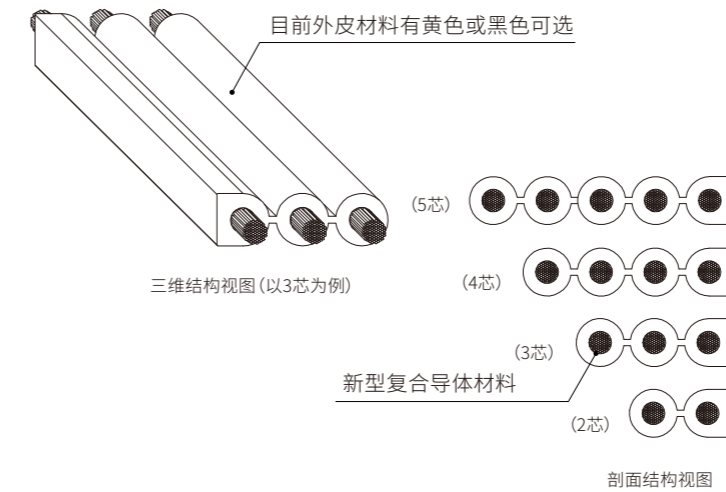 目前外皮材料有黄色或黑色可选
（5芯）
三维结构视图（以3芯为例）
（4芯）
（3芯）
新型复合导体材料
（2芯）
剖面结构视图